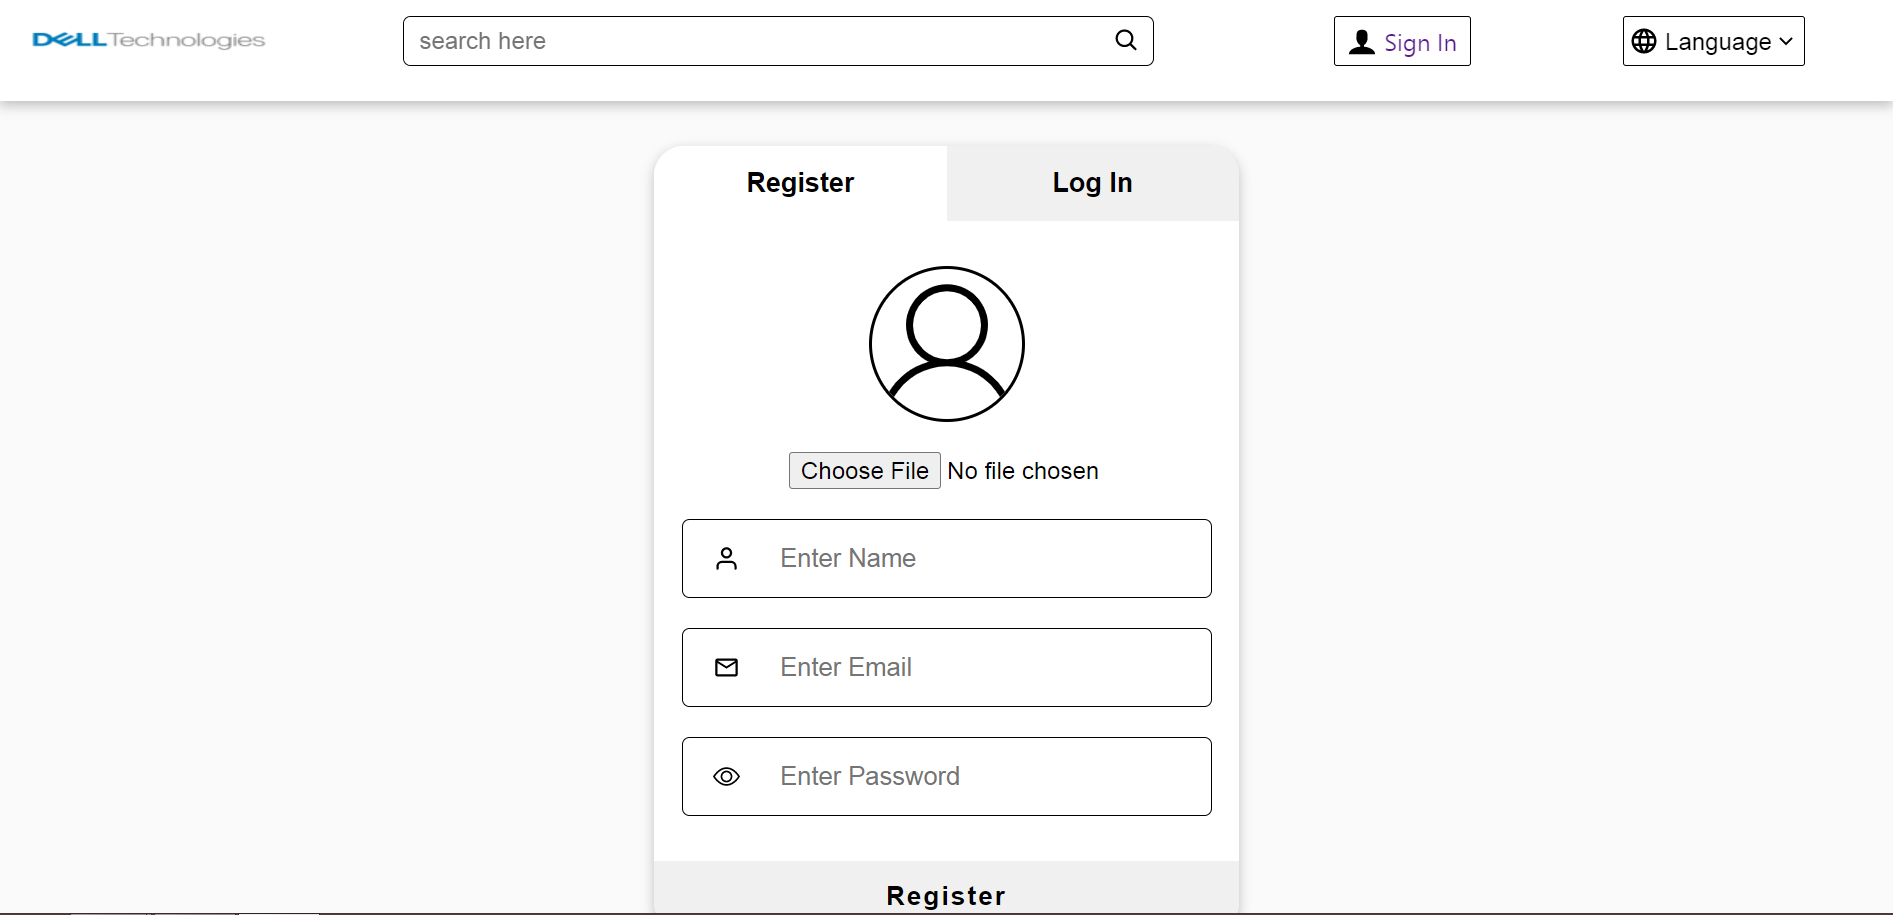 DELL Technologies
search here
Sign In
Language
Register
Log In
Choose File No file chosen
Enter Name
Enter Email
Enter Password
Register